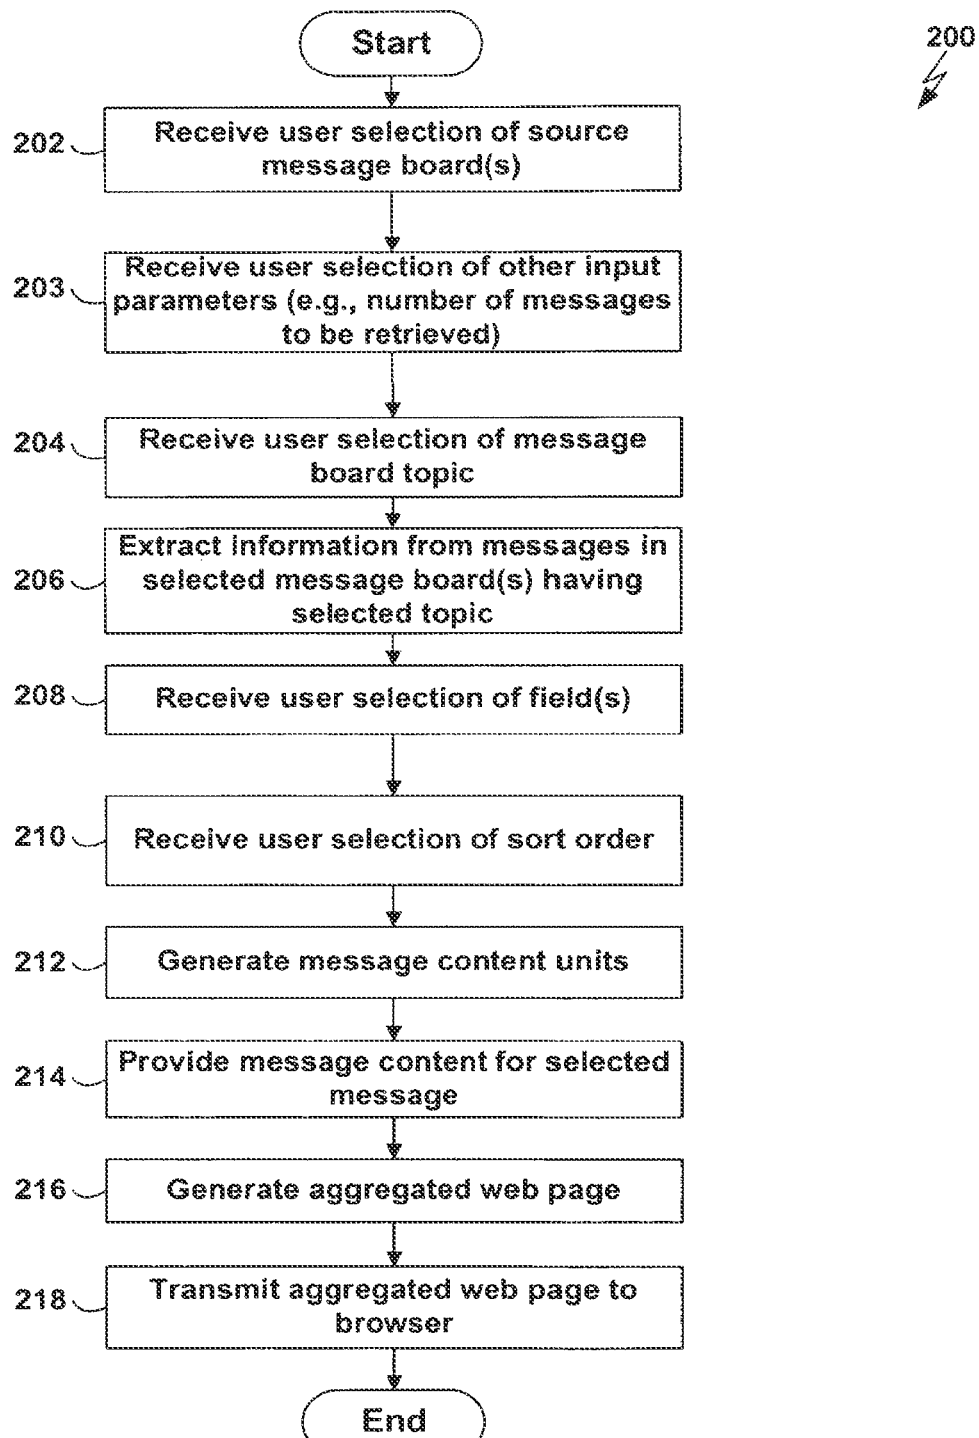 Start
200
202
Receive user selection of source
message board(s)
203
Receive user selection of other input
parameters (e.g., number of messages
to be retrieved)
204
Receive user selection of message
board topic
206
Extract information from messages in
selected message board(s) having
selected topic
208
Receive user selection of field(s)
210
Receive user selection of sort order
212
Generate message content units
214
Provide message content for selected
message
216
Generate aggregated web page
218
Transmit aggregated web page to
browser
End